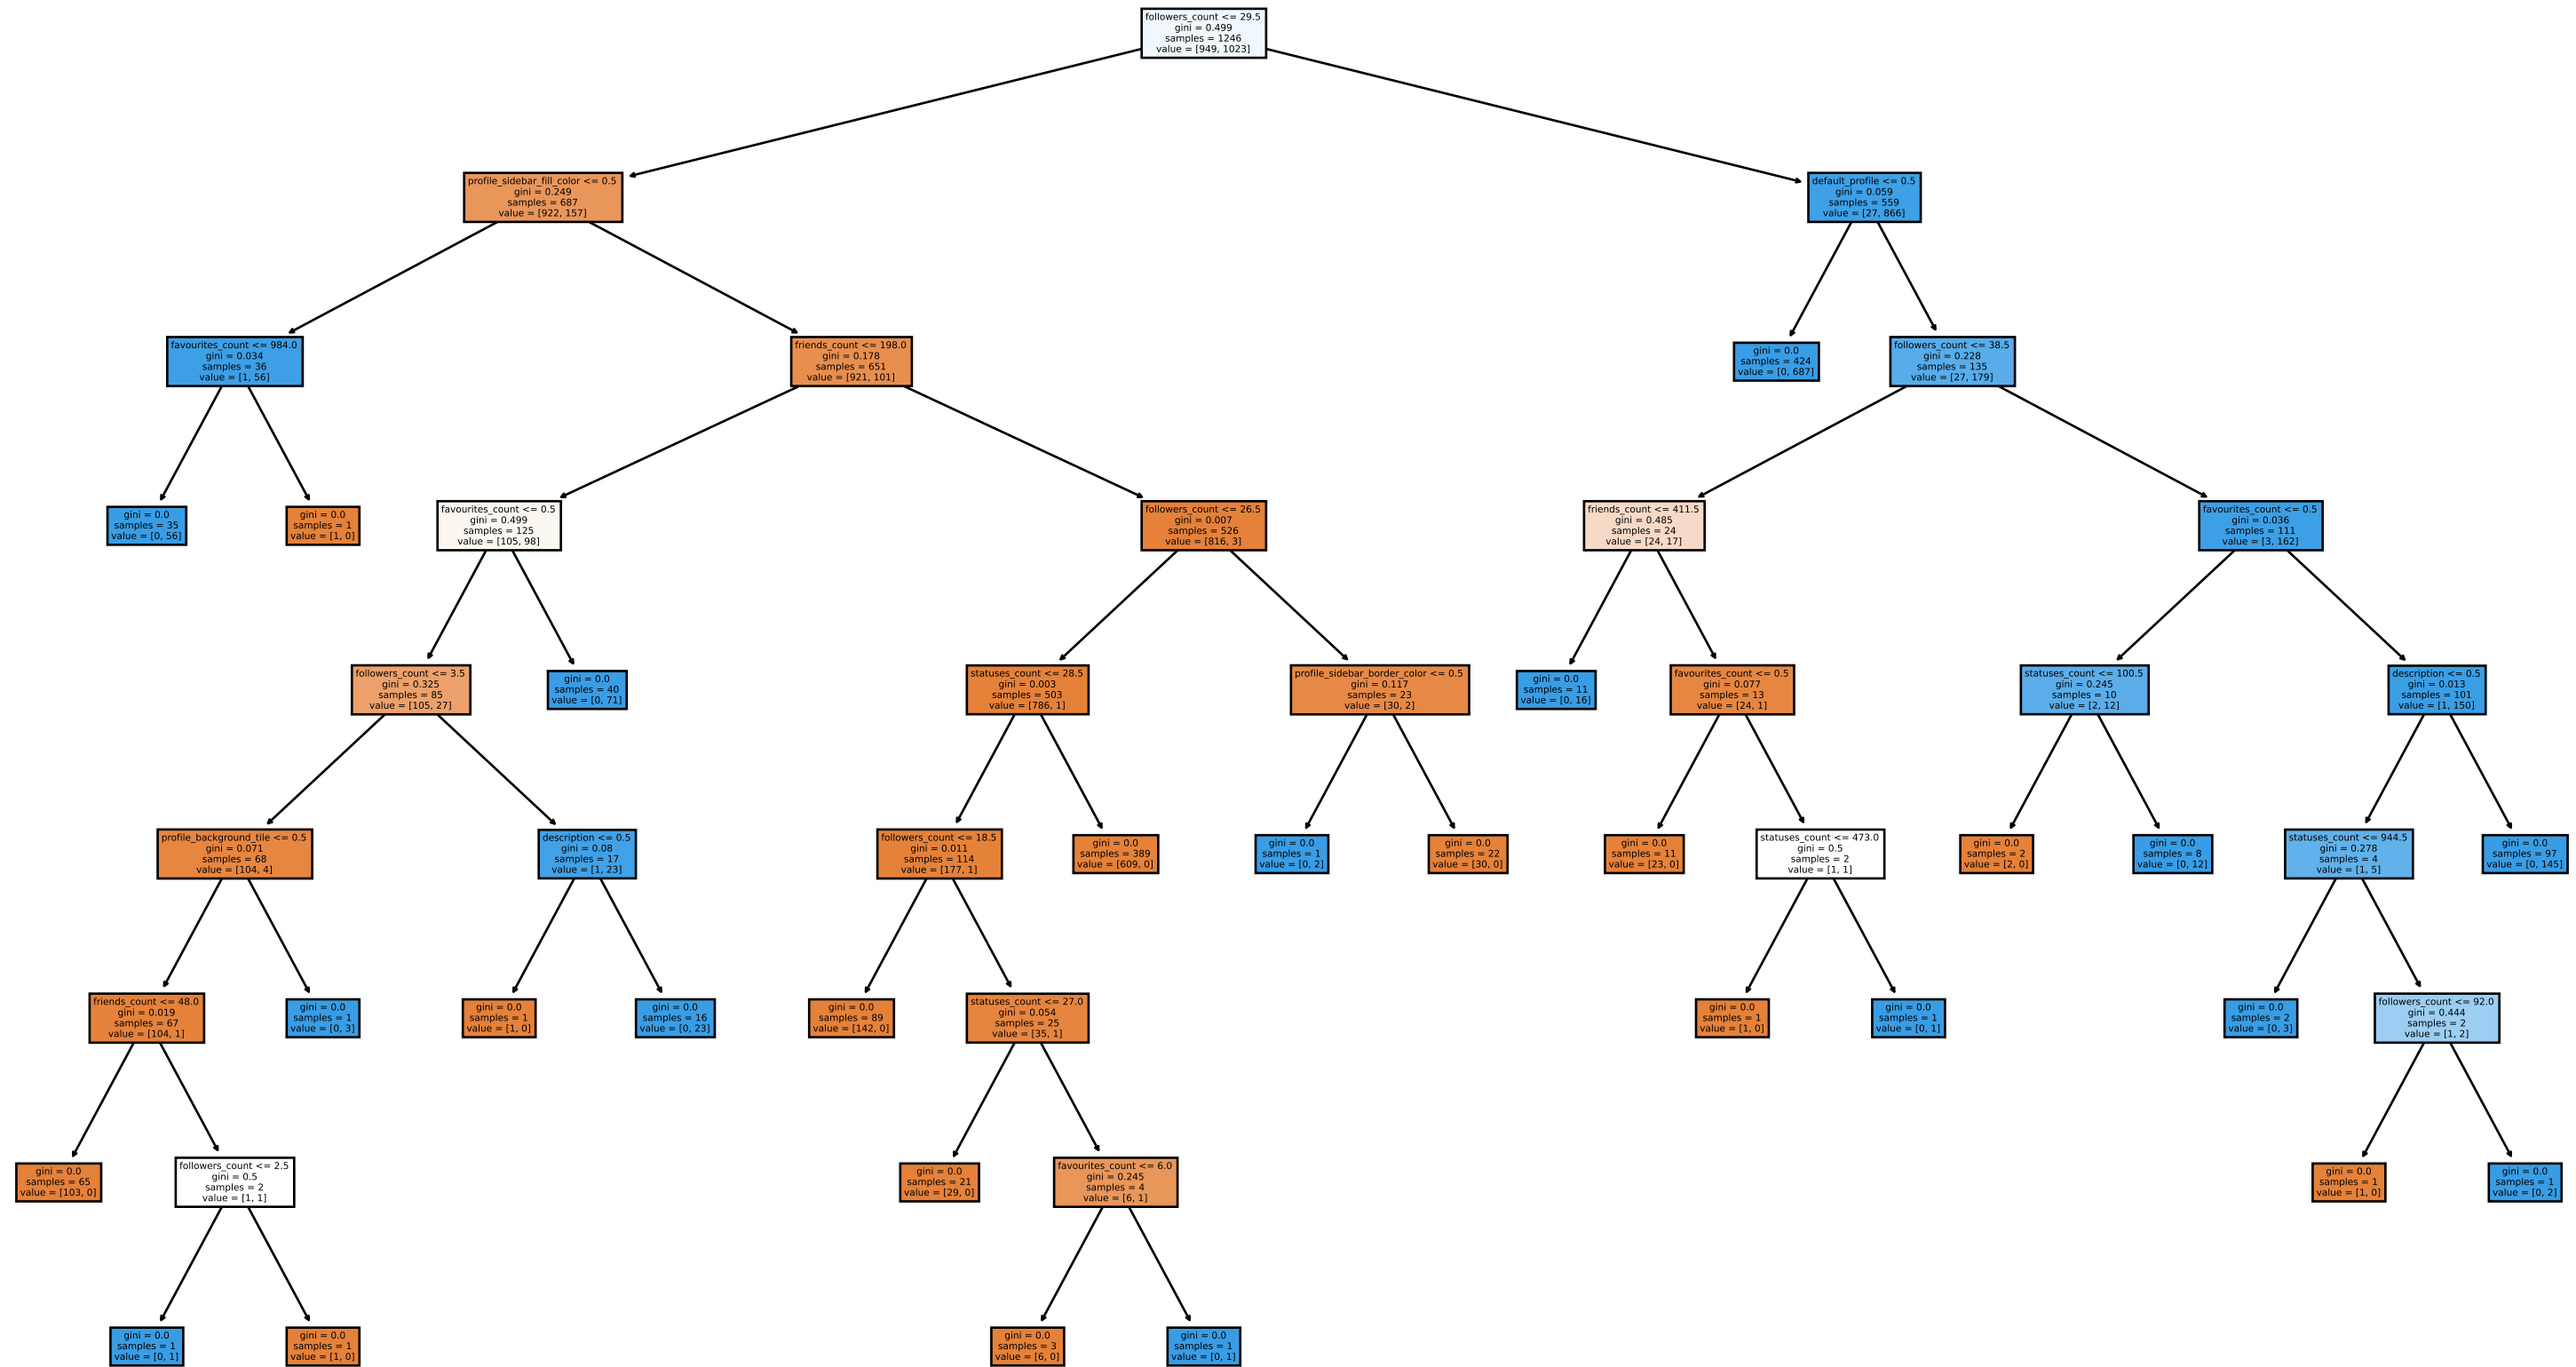 followers_count <= 29.5
gini = 0.499
samples = 1246
value = [949, 1023]
profile_sidebar_fill_color <= 0.5
gini = 0.249
samples = 687
value = [922, 157]
default_profile <= 0.5
gini = 0.059
samples = 559
value = [27, 866]
favourites_count <= 984.0
gini = 0.034
samples = 36
value = [1, 56]
friends_count <= 198.0
gini = 0.178
samples = 651
value = [921, 101]
gini = 0.0
samples = 424
value = [0, 687]
followers_count <= 38.5
gini = 0.228
samples = 135
value = [27, 179]
gini = 0.0
samples = 35
value = [0, 56]
gini = 0.0
samples = 1
value = [1, 0]
favourites_count <= 0.5
gini = 0.499
samples = 125
value = [105, 98]
followers_count <= 26.5
gini = 0.007
samples = 526
value = [816, 3]
friends_count <= 411.5
gini = 0.485
samples = 24
value = [24, 17]
favourites_count <= 0.5
gini = 0.036
samples = 111
value = [3, 162]
followers_count <= 3.5
gini = 0.325
samples = 85
value = [105, 27]
gini = 0.0
samples = 40
value = [0, 71]
statuses_count <= 28.5
gini = 0.003
samples = 503
value = [786, 1]
profile_sidebar_border_color <= 0.5
gini = 0.117
samples = 23
value = [30, 2]
gini = 0.0
samples = 11
value = [0, 16]
favourites_count <= 0.5
gini = 0.077
samples = 13
value = [24, 1]
statuses_count <= 100.5
gini = 0.245
samples = 10
value = [2, 12]
description <= 0.5
gini = 0.013
samples = 101
value = [1, 150]
profile_background_tile <= 0.5
gini = 0.071
samples = 68
value = [104, 4]
description <= 0.5
gini = 0.08
samples = 17
value = [1, 23]
followers_count <= 18.5
gini = 0.011
samples = 114
value = [177, 1]
gini = 0.0
samples = 389
value = [609, 0]
gini = 0.0
samples = 1
value = [0, 2]
gini = 0.0
samples = 22
value = [30, 0]
gini = 0.0
samples = 11
value = [23, 0]
statuses_count <= 473.0
gini = 0.5
samples = 2
value = [1, 1]
gini = 0.0
samples = 2
value = [2, 0]
gini = 0.0
samples = 8
value = [0, 12]
statuses_count <= 944.5
gini = 0.278
samples = 4
value = [1, 5]
gini = 0.0
samples = 97
value = [0, 145]
friends_count <= 48.0
gini = 0.019
samples = 67
value = [104, 1]
gini = 0.0
samples = 1
value = [0, 3]
gini = 0.0
samples = 1
value = [1, 0]
gini = 0.0
samples = 16
value = [0, 23]
gini = 0.0
samples = 89
value = [142, 0]
statuses_count <= 27.0
gini = 0.054
samples = 25
value = [35, 1]
gini = 0.0
samples = 1
value = [1, 0]
gini = 0.0
samples = 1
value = [0, 1]
gini = 0.0
samples = 2
value = [0, 3]
followers_count <= 92.0
gini = 0.444
samples = 2
value = [1, 2]
gini = 0.0
samples = 65
value = [103, 0]
followers_count <= 2.5
gini = 0.5
samples = 2
value = [1, 1]
gini = 0.0
samples = 21
value = [29, 0]
favourites_count <= 6.0
gini = 0.245
samples = 4
value = [6, 1]
gini = 0.0
samples = 1
value = [1, 0]
gini = 0.0
samples = 1
value = [0, 2]
gini = 0.0
samples = 1
value = [0, 1]
gini = 0.0
samples = 1
value = [1, 0]
gini = 0.0
samples = 3
value = [6, 0]
gini = 0.0
samples = 1
value = [0, 1]